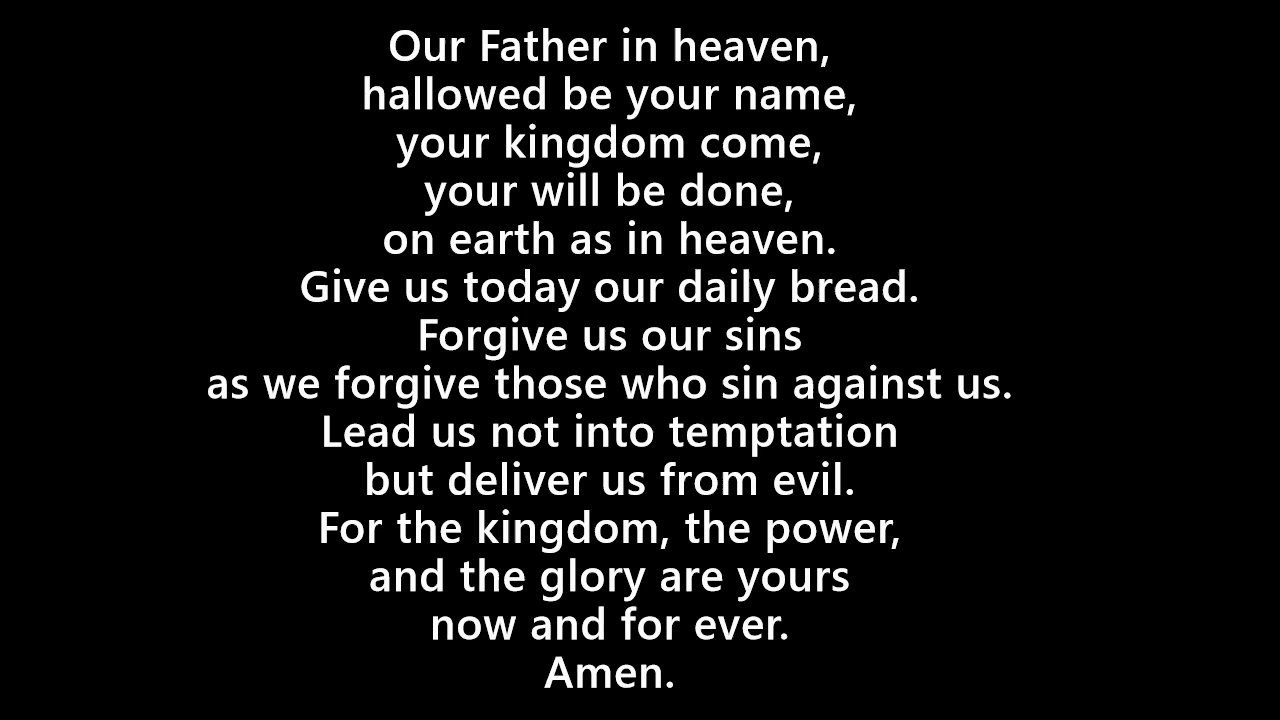 Our Father in heaven,
hallowed be your name,
your kingdom come,
your will be done,
on earth as in heaven.
Give us today our daily bread.
Forgive us our sins
as we forgive those who sin against us.
Lead us not into temptation
but deliver us from evil.
For the kingdom, the power,
and the glory are yours
now and for ever.
Amen.